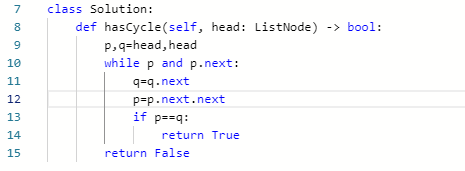 7 class Solution:
8     def hasCycle(self, head: ListNode) -> bool:
9         p,q=head,head
10         while p and p.next:
11             q=q.next
12             p=p.next.next
13             if p==q:
14                 return True
15         return False